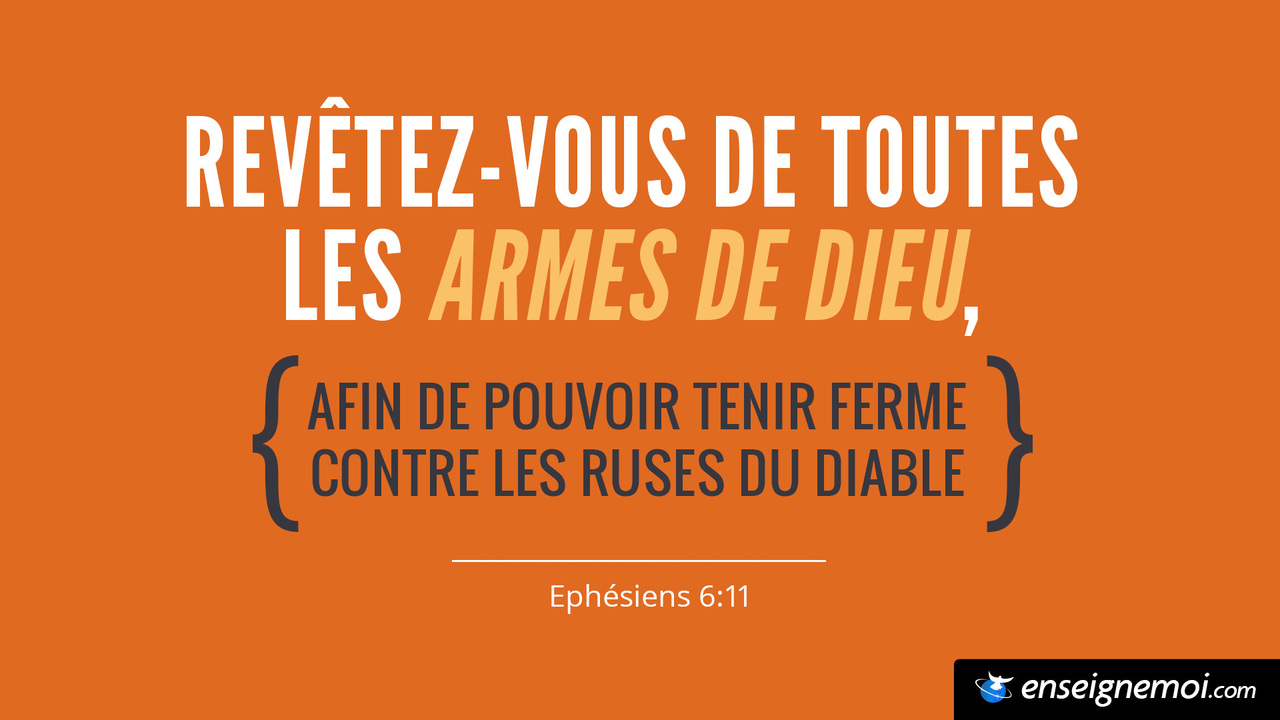 REVÊTEZ-VOUS DE TOUTES
LES ARMES DE DIEU,
AFIN DE POUVOIR TENIR FERME
CONTRE LES RUSES DU DIABLE
Ephésiens 6:11
enseignemoi.com